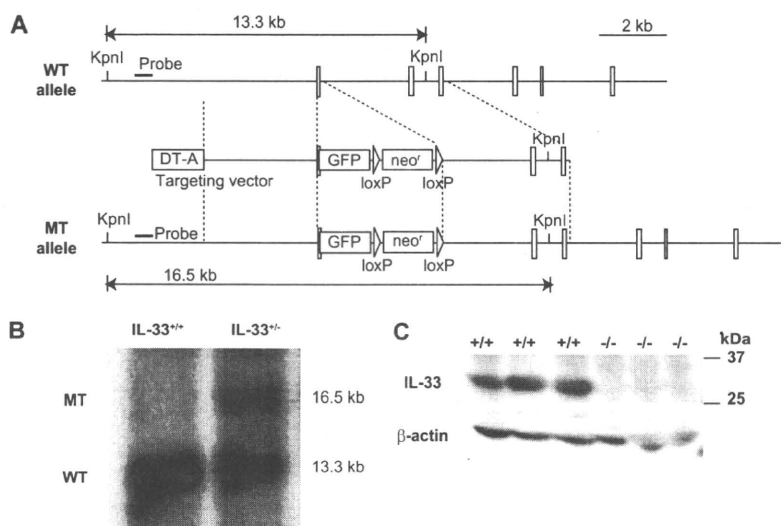 A
13.3 kb
2 kb
KpnI
Probe
KpnI
WT
allele
KpnI
DT-A
GFP
neoʳ
loxP
loxP
Targeting vector
KpnI
Probe
KpnI
MT
allele
GFP
neoʳ
loxP
loxP
16.5 kb
B
IL-33⁺/⁺
IL-33⁺/⁻
MT
16.5 kb
WT
13.3 kb
C
+/+ +/+ +/+ -/- -/- -/-
kDa
37
IL-33
25
β-actin